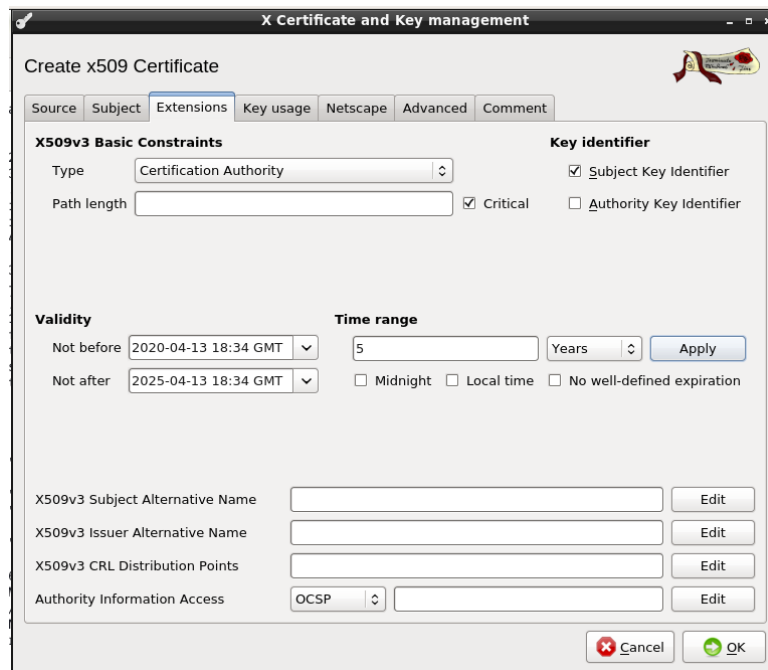 X Certificate and Key management
Create x509 Certificate
Source Subject Extensions Key usage Netscape Advanced Comment
X509v3 Basic Constraints Key identifier
Type Certification Authority Subject Key Identifier
Path length Critical Authority Key Identifier
Validity Time range
Not before 2020-04-13 18:34 GMT 5 Years Apply
Not after 2025-04-13 18:34 GMT Midnight Local time No well-defined expiration
X509v3 Subject Alternative Name Edit
X509v3 Issuer Alternative Name Edit
X509v3 CRL Distribution Points Edit
Authority Information Access OCSP Edit
Cancel OK